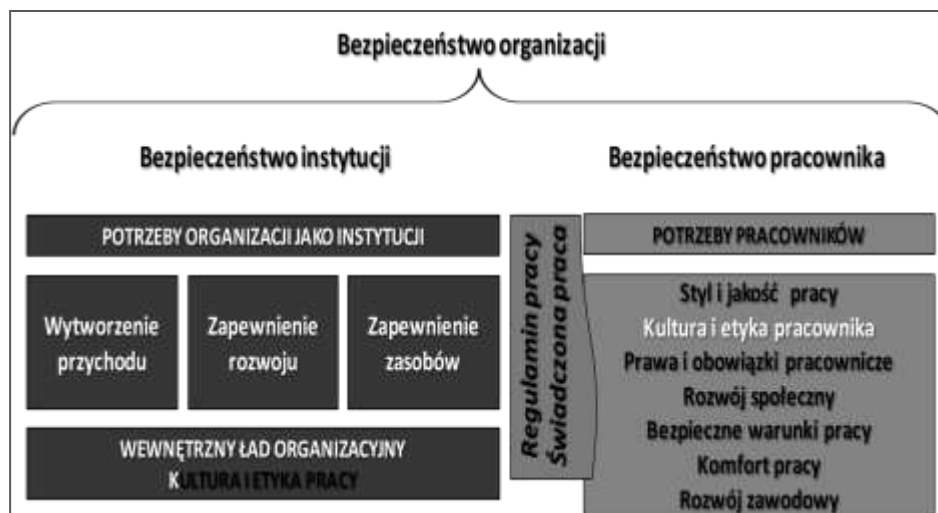 Bezpieczeństwo organizacji
Bezpieczeństwo instytucji
Bezpieczeństwo pracownika
POTRZEBY ORGANIZACJI JAKO INSTYTUCJI
Wytworzenie
przychodu
Zapewnienie
rozwoju
Zapewnienie
zasobów
WEWNĘTRZNY ŁAD ORGANIZACYJNY
KULTURA I ETYKA PRACY
Regulamin pracy
Świadczona praca
POTRZEBY PRACOWNIKÓW
Styl i jakość pracy
Kultura i etyka pracownika
Prawa i obowiązki pracownicze
Rozwój społeczny
Bezpieczne warunki pracy
Komfort pracy
Rozwój zawodowy